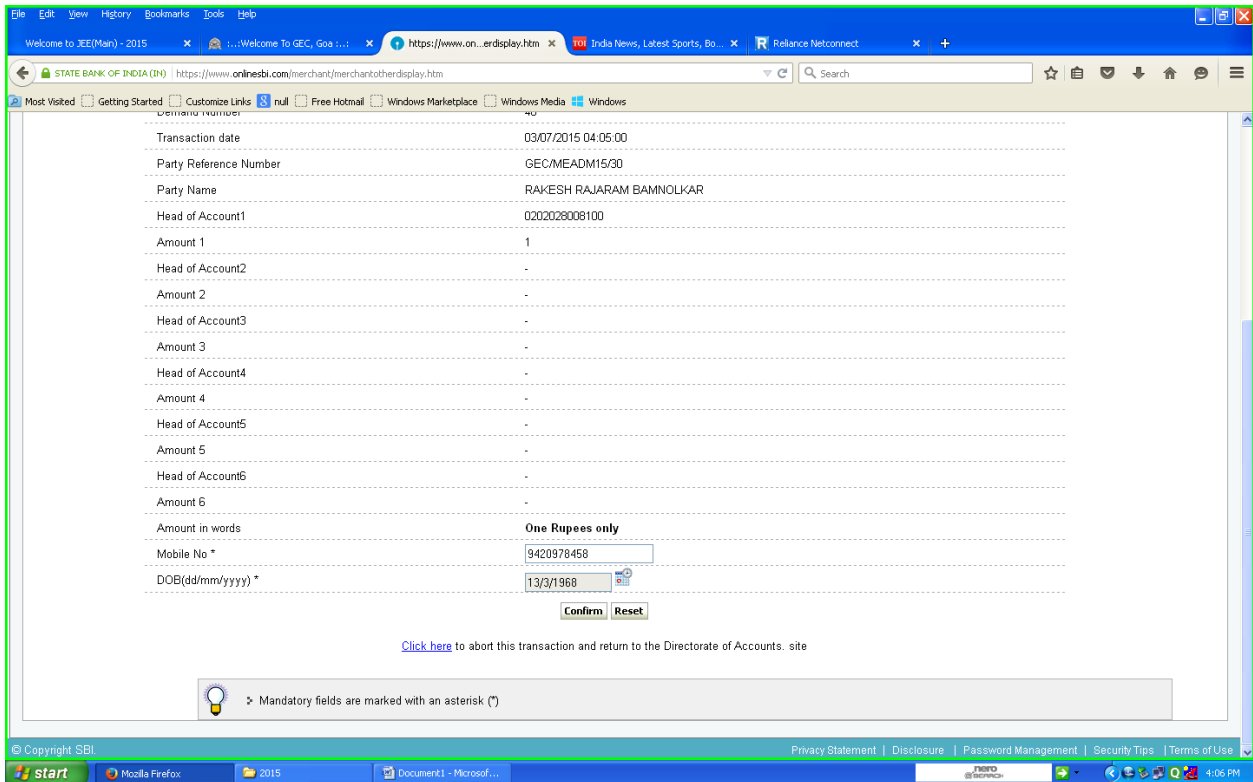 File Edit View History Bookmarks Tools Help
Welcome to JEE(Main) - 2015 :...:Welcome To GEC, Goa :...: https://www.on...erdisplay.htm TOI India News, Latest Sports, Bo... R Reliance Netconnect
STATE BANK OF INDIA (IN) https://www.onlinesbi.com/merchant/merchantotherdisplay.htm Search
Most Visited Getting Started Customize Links 8 null Free Hotmail Windows Marketplace Windows Media Windows
Demand Number 46
Transaction date 03/07/2015 04:05:00
Party Reference Number GEC/MEADM15/30
Party Name RAKESH RAJARAM BAMNOLKAR
Head of Account1 0202028008100
Amount 1 1
Head of Account2 -
Amount 2 -
Head of Account3 -
Amount 3 -
Head of Account4 -
Amount 4 -
Head of Account5 -
Amount 5 -
Head of Account6 -
Amount 6 -
Amount in words One Rupees only
Mobile No * 9420978458
DOB(dd/mm/yyyy) * 13/3/1968
Confirm Reset
Click here to abort this transaction and return to the Directorate of Accounts. site
> Mandatory fields are marked with an asterisk (*)
© Copyright SBI. Privacy Statement | Disclosure | Password Management | Security Tips | Terms of Use
start Mozilla Firefox 2015 Document1 - Microsof... nero SEARCH 4:06 PM